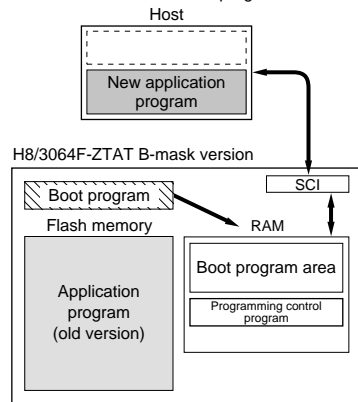 Host
New application
program
H8/3064F-ZTAT B-mask version
SCI
Boot program
Flash memory
RAM
Boot program area
Application
program
(old version)
Programming control
program